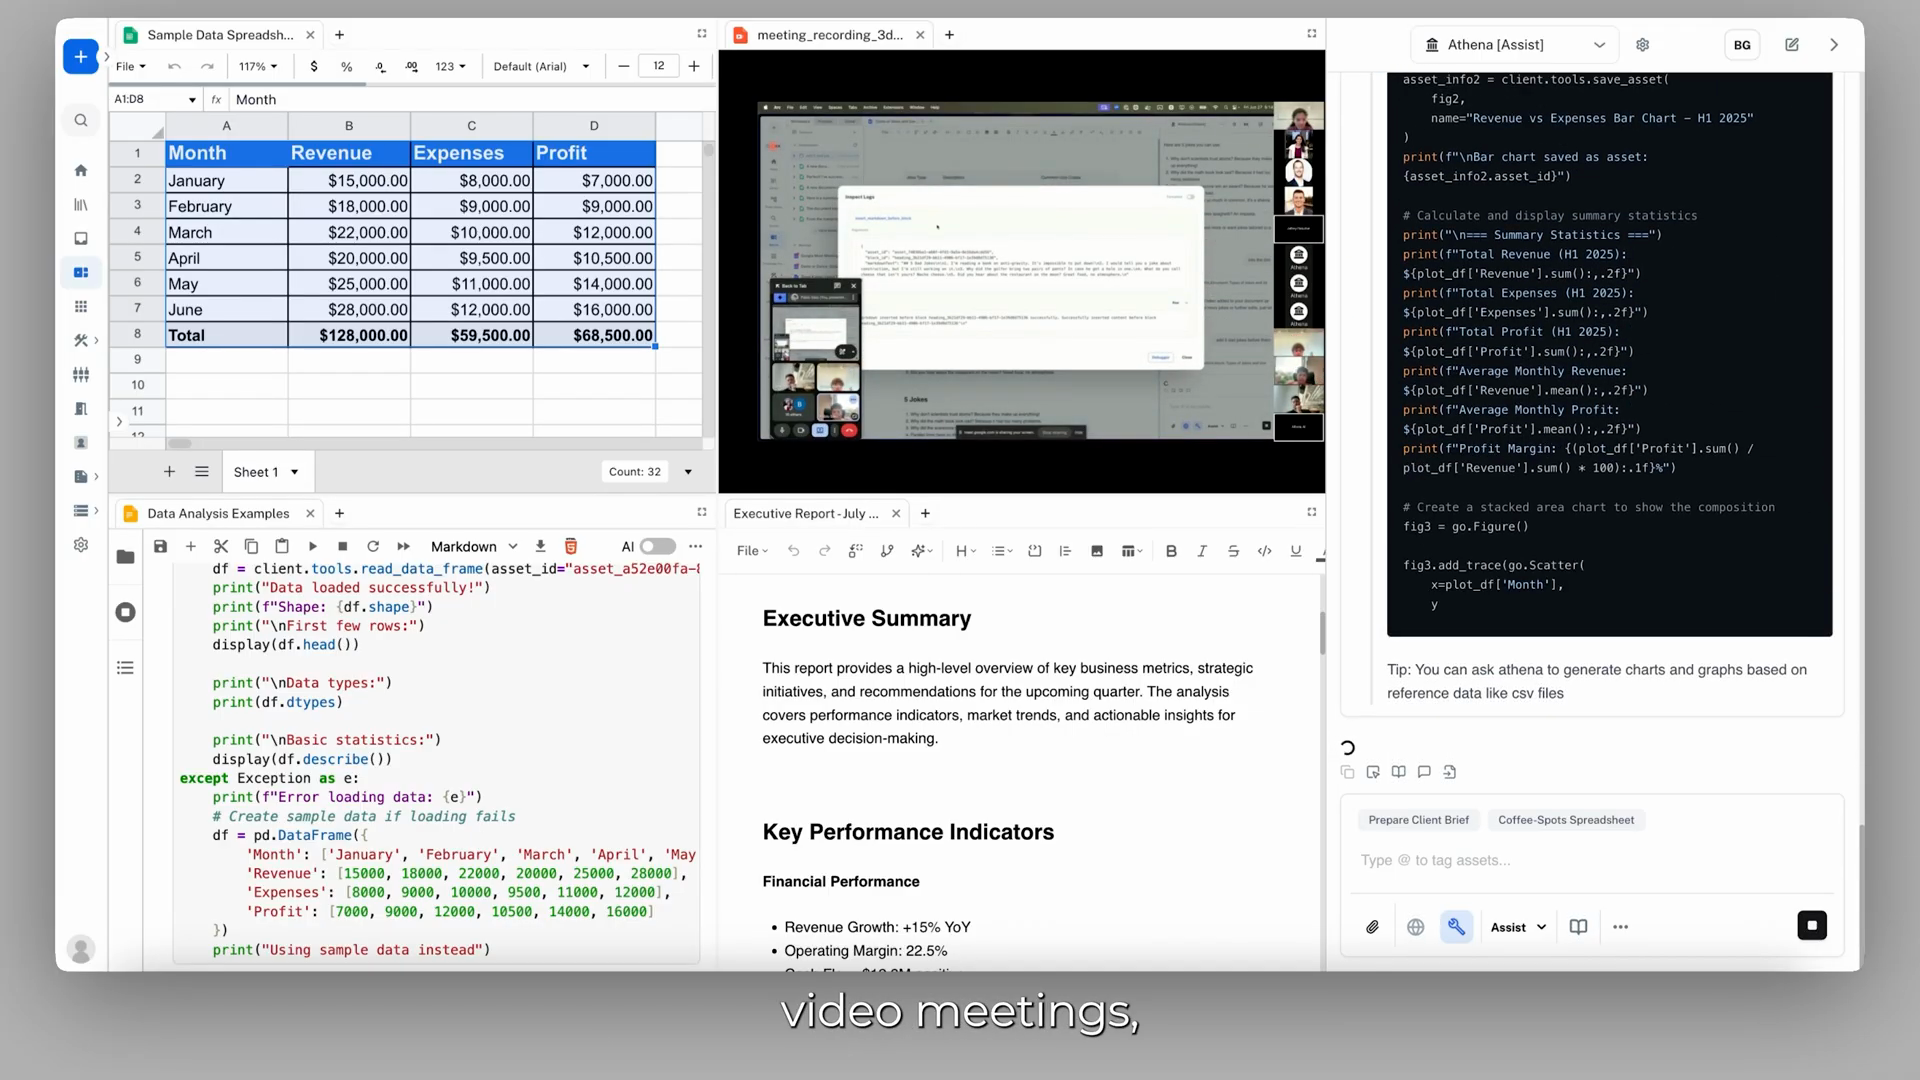 Sample Data Spreadsh...
File
117%
$ % .0 .00 123
Default (Arial)
12
A1:D8
fx Month
A B C D
1 Month Revenue Expenses Profit
2 January $15,000.00 $8,000.00 $7,000.00
3 February $18,000.00 $9,000.00 $9,000.00
4 March $22,000.00 $10,000.00 $12,000.00
5 April $20,000.00 $9,500.00 $10,500.00
6 May $25,000.00 $11,000.00 $14,000.00
7 June $28,000.00 $12,000.00 $16,000.00
8 Total $128,000.00 $59,500.00 $68,500.00
9
10
11
12
Sheet 1
Count: 32
meeting_recording_3d...
Inspect Logs
Back to Tab
5 Jokes
Close
Athena
Athena
Athena
Data Analysis Examples
Markdown
AI
df = client.tools.read_data_frame(asset_id="asset_a52e00fa-8
print("Data loaded successfully!")
print(f"Shape: {df.shape}")
print("\nFirst few rows:")
display(df.head())
print("\nData types:")
print(df.dtypes)
print("\nBasic statistics:")
display(df.describe())
except Exception as e:
print(f"Error loading data: {e}")
# Create sample data if loading fails
df = pd.DataFrame({
'Month': ['January', 'February', 'March', 'April', 'May
'Revenue': [15000, 18000, 22000, 20000, 25000, 28000],
'Expenses': [8000, 9000, 10000, 9500, 11000, 12000],
'Profit': [7000, 9000, 12000, 10500, 14000, 16000]
})
print("Using sample data instead")
Executive Report - July ...
File
H
B I S U A
Executive Summary
This report provides a high-level overview of key business metrics, strategic
initiatives, and recommendations for the upcoming quarter. The analysis
covers performance indicators, market trends, and actionable insights for
executive decision-making.
Key Performance Indicators
Financial Performance
• Revenue Growth: +15% YoY
• Operating Margin: 22.5%
Athena [Assist]
BG
asset_info2 = client.tools.save_asset(
fig2,
name="Revenue vs Expenses Bar Chart – H1 2025"
)
print(f"\nBar chart saved as asset:
{asset_info2.asset_id}")
# Calculate and display summary statistics
print("\n=== Summary Statistics ===")
print(f"Total Revenue (H1 2025):
${plot_df['Revenue'].sum():,.2f}")
print(f"Total Expenses (H1 2025):
${plot_df['Expenses'].sum():,.2f}")
print(f"Total Profit (H1 2025):
${plot_df['Profit'].sum():,.2f}")
print(f"Average Monthly Revenue:
${plot_df['Revenue'].mean():,.2f}")
print(f"Average Monthly Profit:
${plot_df['Profit'].mean():,.2f}")
print(f"Profit Margin: {(plot_df['Profit'].sum() /
plot_df['Revenue'].sum() * 100):.1f}%")
# Create a stacked area chart to show the composition
fig3 = go.Figure()
fig3.add_trace(go.Scatter(
x=plot_df['Month'],
y
Tip: You can ask athena to generate charts and graphs based on
reference data like csv files
Prepare Client Brief
Coffee-Spots Spreadsheet
Type @ to tag assets...
Assist
video meetings,